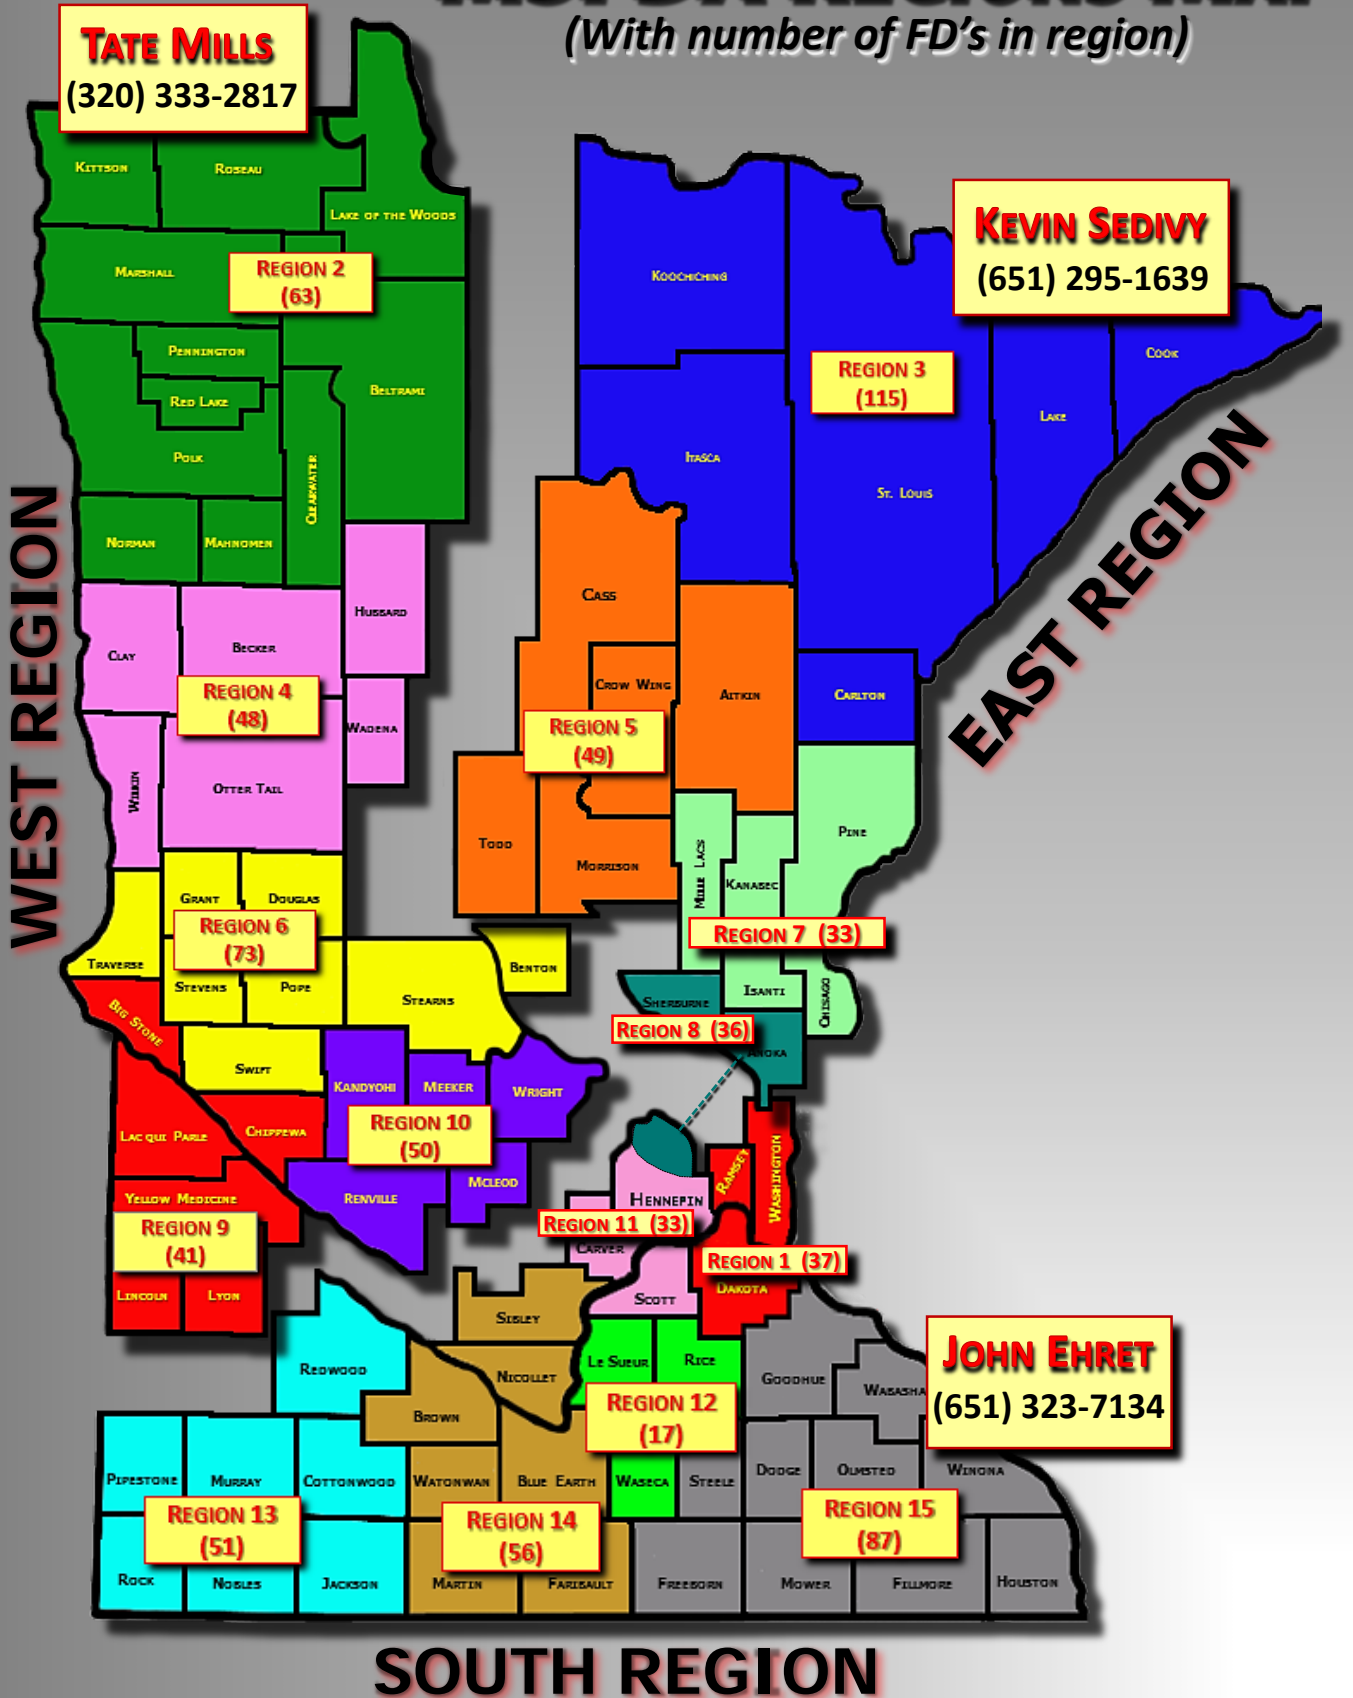 (With number of FD's in region)
TATE MILLS
(320) 333-2817
KITTSON
ROSEAU
LAKE OF THE WOODS
MARSHALL
REGION 2
(63)
PENNINGTON
RED LAKE
BELTRAMI
POLK
CLEARWATER
NORMAN
MAHNOMEN
KEVIN SEDIVY
(651) 295-1639
KOOCHICHING
COOK
REGION 3
(115)
LAKE
ITASCA
ST. LOUIS
CARLTON
WEST REGION
EAST REGION
HUBBARD
CLAY
BECKER
REGION 4
(48)
WADENA
WILKIN
OTTER TAIL
CASS
CROW WING
AITKIN
REGION 5
(49)
TODD
MORRISON
PINE
MILLE LACS
KANABEC
REGION 7 (33)
ISANTI
CHISAGO
GRANT
DOUGLAS
REGION 6
(73)
TRAVERSE
STEVENS
POPE
STEARNS
BENTON
SWIFT
SHERBURNE
REGION 8 (36)
ANOKA
BIG STONE
LAC QUI PARLE
CHIPPEWA
YELLOW MEDICINE
REGION 9
(41)
LINCOLN
LYON
KANDYOHI
MEEKER
WRIGHT
REGION 10
(50)
RENVILLE
MCLEOD
HENNEPIN
REGION 11 (33)
CARVER
SCOTT
RAMSEY
WASHINGTON
REGION 1 (37)
DAKOTA
SIBLEY
NICOLLET
REDWOOD
BROWN
LE SUEUR
RICE
REGION 12
(17)
WASECA
STEELE
GOODHUE
WABASHA
JOHN EHRET
(651) 323-7134
PIPESTONE
MURRAY
COTTONWOOD
WATONWAN
BLUE EARTH
DODGE
OLMSTED
WINONA
REGION 13
(51)
REGION 14
(56)
REGION 15
(87)
ROCK
NOBLES
JACKSON
MARTIN
FARIBAULT
FREEBORN
MOWER
FILLMORE
HOUSTON
SOUTH REGION